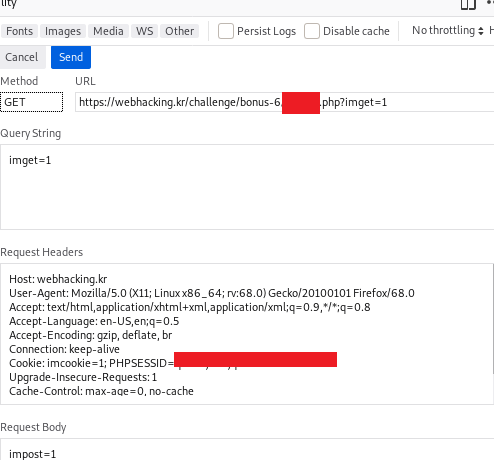 lity
Fonts Images Media WS Other Persist Logs Disable cache No throttling H
Cancel Send
Method URL
GET https://webhacking.kr/challenge/bonus-6 .php?imget=1
Query String
imget=1
Request Headers
Host: webhacking.kr
User-Agent: Mozilla/5.0 (X11; Linux x86_64; rv:68.0) Gecko/20100101 Firefox/68.0
Accept: text/html,application/xhtml+xml,application/xml;q=0.9,*/*;q=0.8
Accept-Language: en-US,en;q=0.5
Accept-Encoding: gzip, deflate, br
Connection: keep-alive
Cookie: imcookie=1; PHPSESSID=
Upgrade-Insecure-Requests: 1
Cache-Control: max-age=0, no-cache
Request Body
impost=1